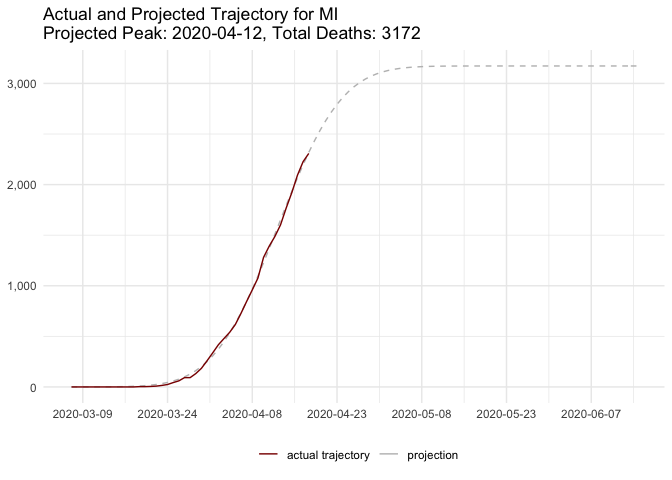 Actual and Projected Trajectory for MI
Projected Peak: 2020-04-12, Total Deaths: 3172
3,000
2,000
1,000
0
2020-03-09 2020-03-24 2020-04-08 2020-04-23 2020-05-08 2020-05-23 2020-06-07
actual trajectory projection